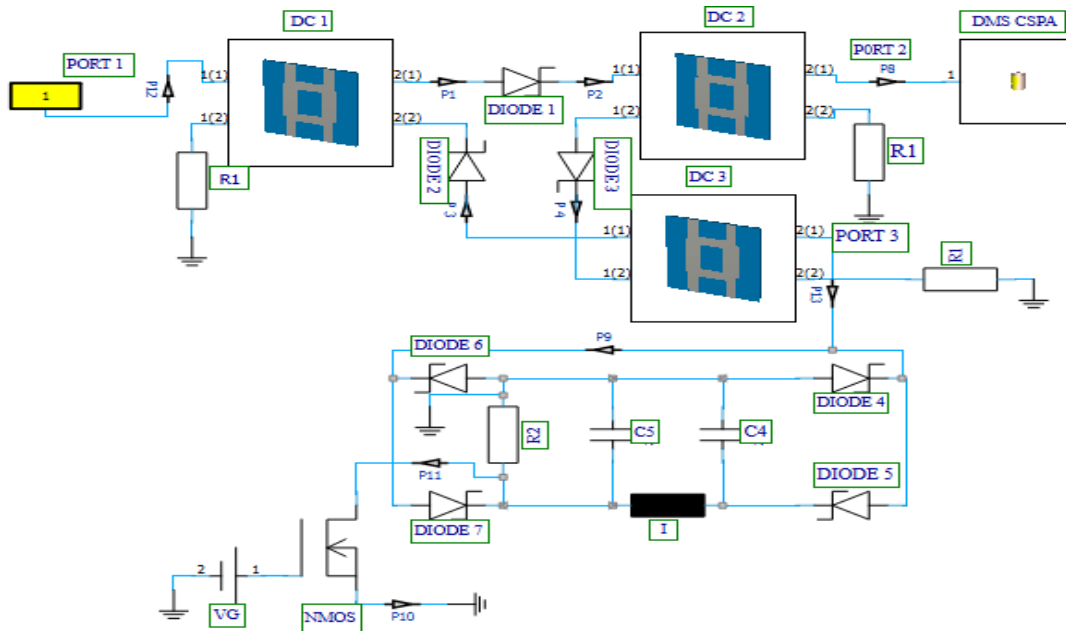 DC 1
DC 2
DMS CSPA
PORT 1
P0RT 2
1
P12
1(1)
2(1)
P1
DIODE 1
P2
1(1)
2(1)
P8
1
1(2)
2(2)
1(2)
2(2)
R1
DIODE 2
P 3
DIODE3
P 4
R1
DC 3
1(1)
2(1)
PORT 3
1(2)
2(2)
P13
R1
P9
DIODE 6
DIODE 4
R2
C5
C4
P11
DIODE 5
DIODE 7
I
2
1
VG
NMOS
P10